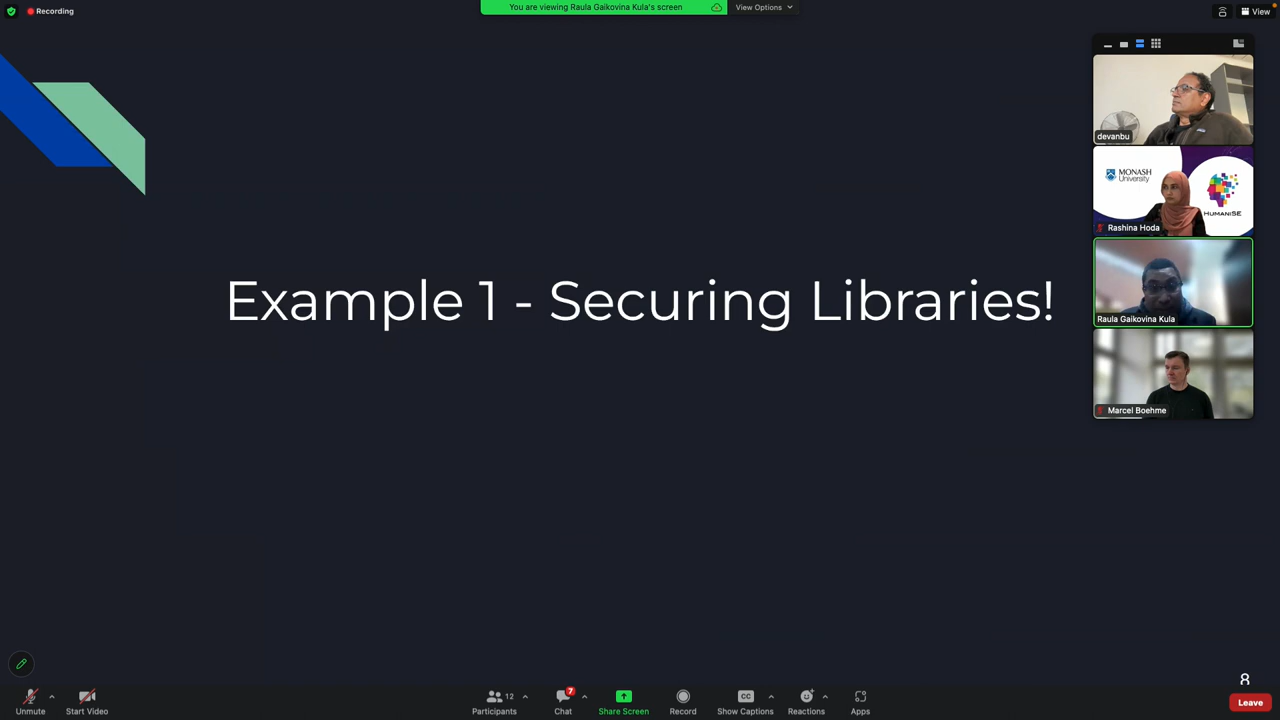 Recording
You are viewing Raula Gaikovina Kula's screen
View Options
View
devanbu
MONASH
University
HUMANISE
Rashina Hoda
Example 1 - Securing Libraries!
Raula Gaikovina Kula
Marcel Boehme
8
Unmute
Start Video
12
Participants
7
Chat
Share Screen
Record
CC
Show Captions
Reactions
Apps
Leave